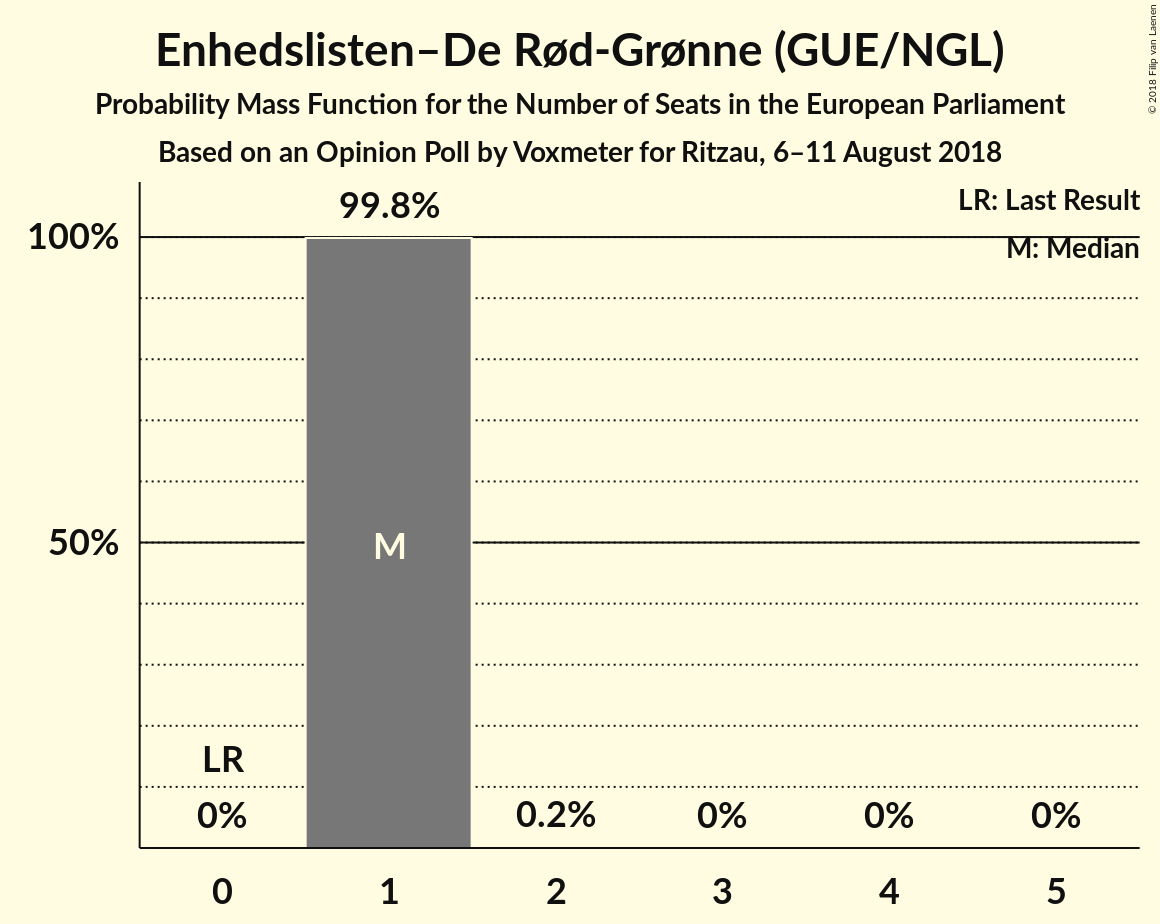 Enhedslisten–De Rød-Grønne (GUE/NGL)
Probability Mass Function for the Number of Seats in the European Parliament
Based on an Opinion Poll by Voxmeter for Ritzau, 6–11 August 2018
© 2018 Filip van Laenen
LR: Last Result
M: Median
99.8%
100%
50%
M
LR
0%
0.2%
0%
0%
0%
0
1
2
3
4
5